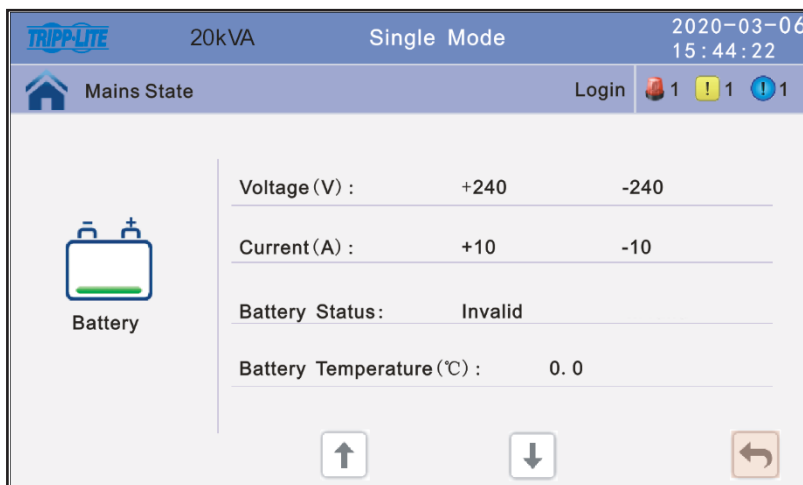 TRIPP-LITE 20kVA Single Mode 2020-03-06
15:44:22
Mains State Login 1 ! 1 ! 1
Voltage(V): +240 -240
Current(A): +10 -10
Battery Status: Invalid
Battery
Battery Temperature(℃): 0.0